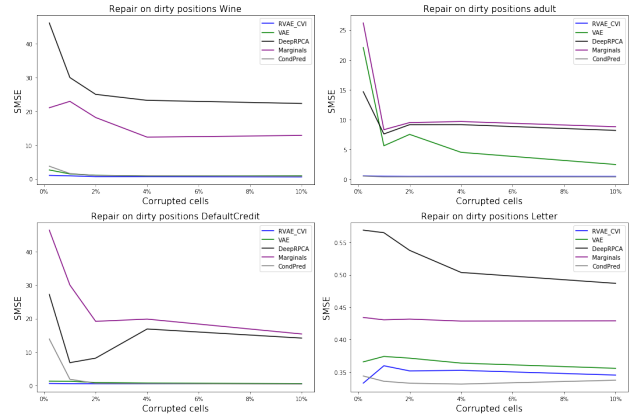 Repair on dirty positions Wine
SMSE
40
30
20
10
0
0%
2%
4%
6%
8%
10%
Corrupted cells
RVAE_CVI
VAE
DeepRPCA
Marginals
CondPred
Repair on dirty positions adult
SMSE
25
20
15
10
5
0
0%
2%
4%
6%
8%
10%
Corrupted cells
RVAE_CVI
VAE
DeepRPCA
Marginals
CondPred
Repair on dirty positions DefaultCredit
SMSE
40
30
20
10
0
0%
2%
4%
6%
8%
10%
Corrupted cells
RVAE_CVI
VAE
DeepRPCA
Marginals
CondPred
Repair on dirty positions Letter
SMSE
0.55
0.50
0.45
0.40
0.35
0%
2%
4%
6%
8%
10%
Corrupted cells
RVAE_CVI
VAE
DeepRPCA
Marginals
CondPred